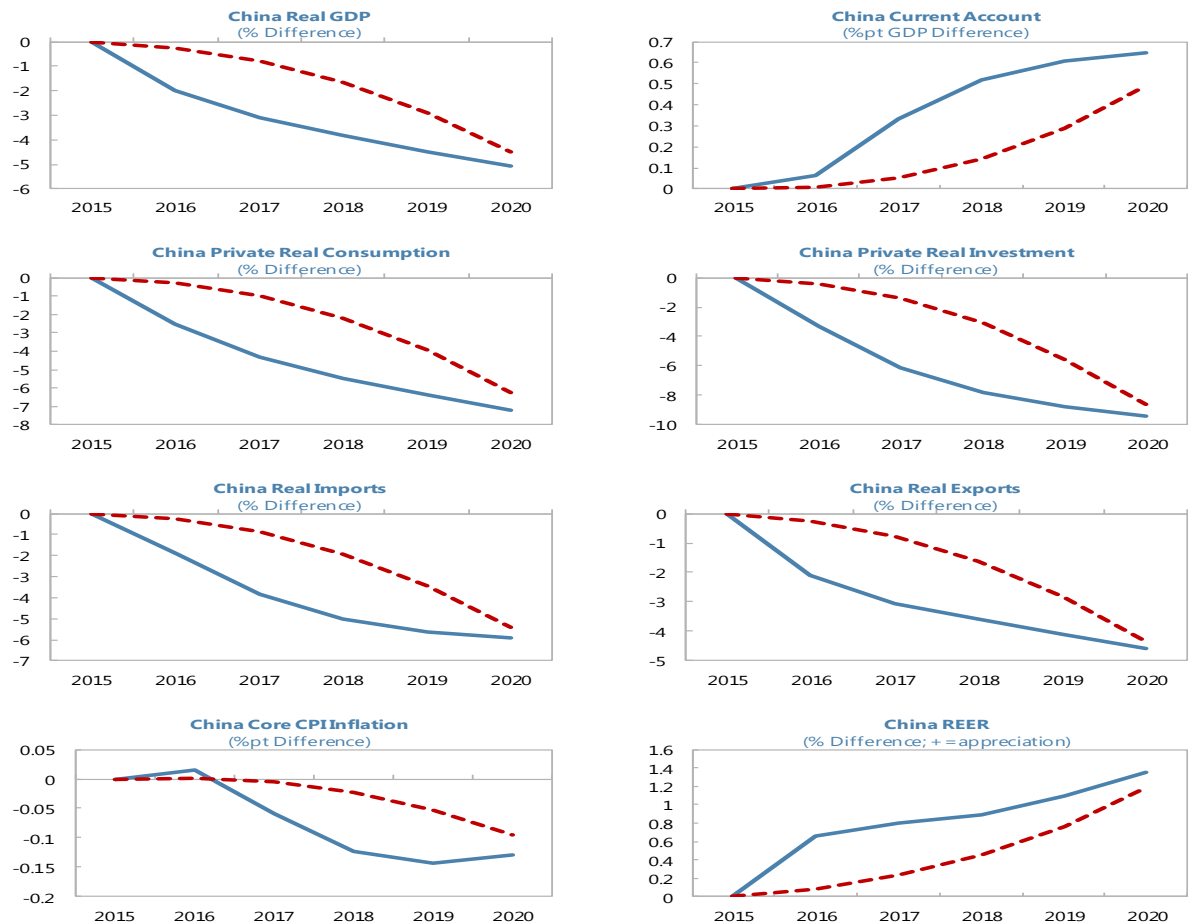 China Real GDP
(% Difference)
0
-1
-2
-3
-4
-5
-6
2015 2016 2017 2018 2019 2020
China Current Account
(%pt GDP Difference)
0.7
0.6
0.5
0.4
0.3
0.2
0.1
0
2015 2016 2017 2018 2019 2020
China Private Real Consumption
(% Difference)
0
-1
-2
-3
-4
-5
-6
-7
-8
2015 2016 2017 2018 2019 2020
China Private Real Investment
(% Difference)
0
-2
-4
-6
-8
-10
2015 2016 2017 2018 2019 2020
China Real Imports
(% Difference)
0
-1
-2
-3
-4
-5
-6
-7
2015 2016 2017 2018 2019 2020
China Real Exports
(% Difference)
0
-1
-2
-3
-4
-5
2015 2016 2017 2018 2019 2020
China Core CPI Inflation
(%pt Difference)
0.05
0
-0.05
-0.1
-0.15
-0.2
2015 2016 2017 2018 2019 2020
China REER
(% Difference; + =appreciation)
1.6
1.4
1.2
1
0.8
0.6
0.4
0.2
0
2015 2016 2017 2018 2019 2020